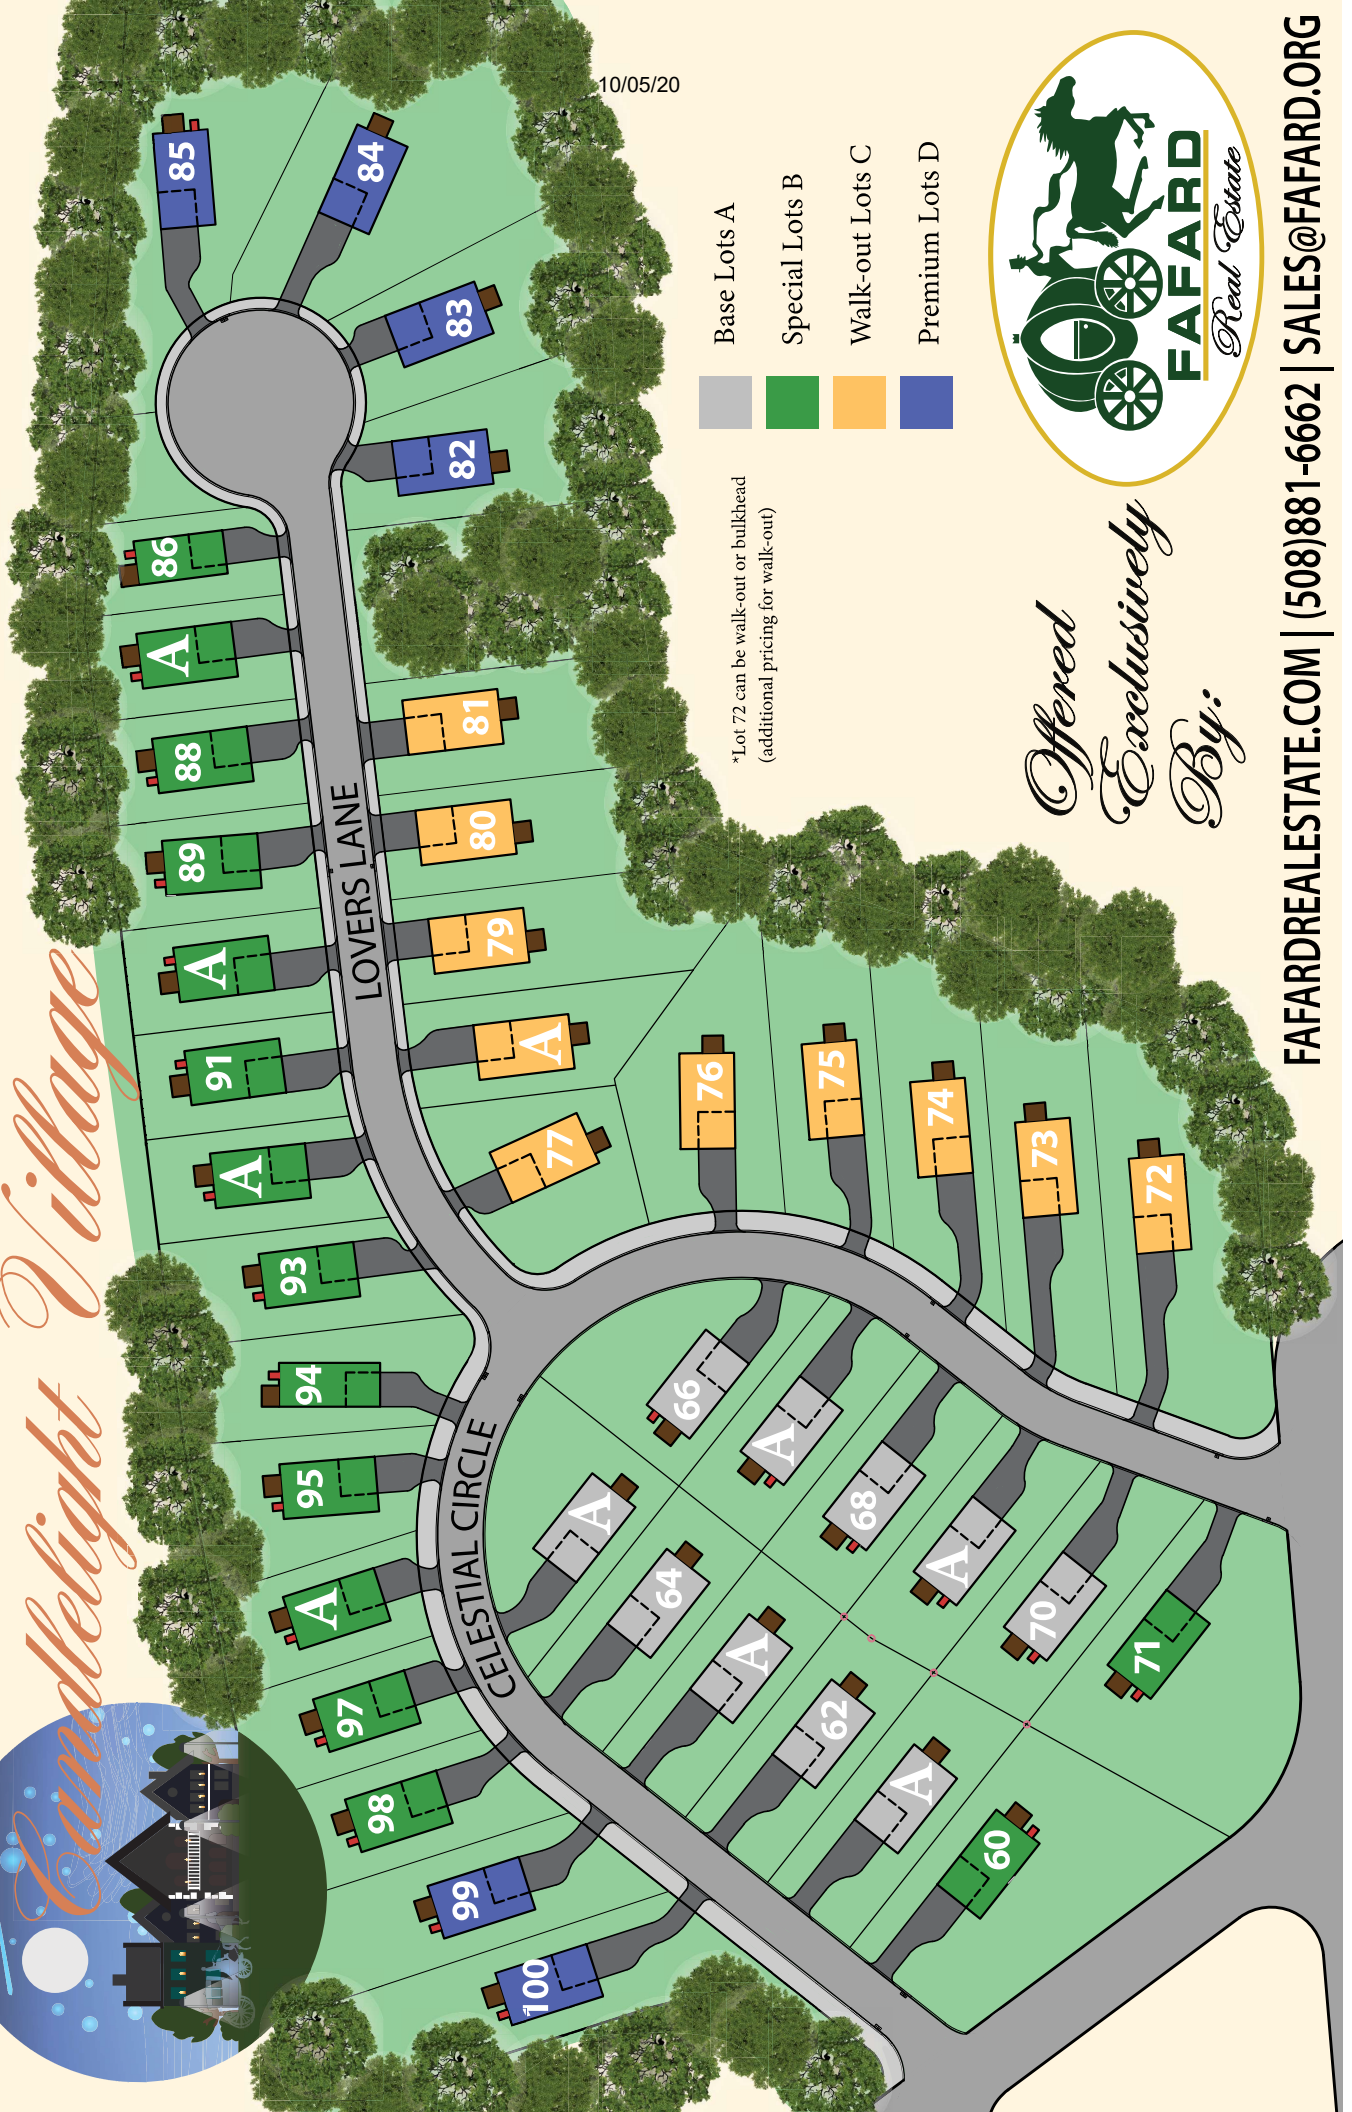 Candlelight Village
10/05/20
85
84
83
82
86
A
88
89
A
91
A
93
94
95
A
97
98
99
100
81
80
79
A
77
76
75
74
73
72
66
A
68
A
70
71
A
64
A
62
A
60
LOVERS LANE
CELESTIAL CIRCLE
Base Lots A
Special Lots B
Walk-out Lots C
Premium Lots D
*Lot 72 can be walk-out or bulkhead
(additional pricing for walk-out)
Offered
Exclusively
By:
FAFARD
Real Estate
FAFARDREALESTATE.COM | (508)881-6662 | SALES@FAFARD.ORG